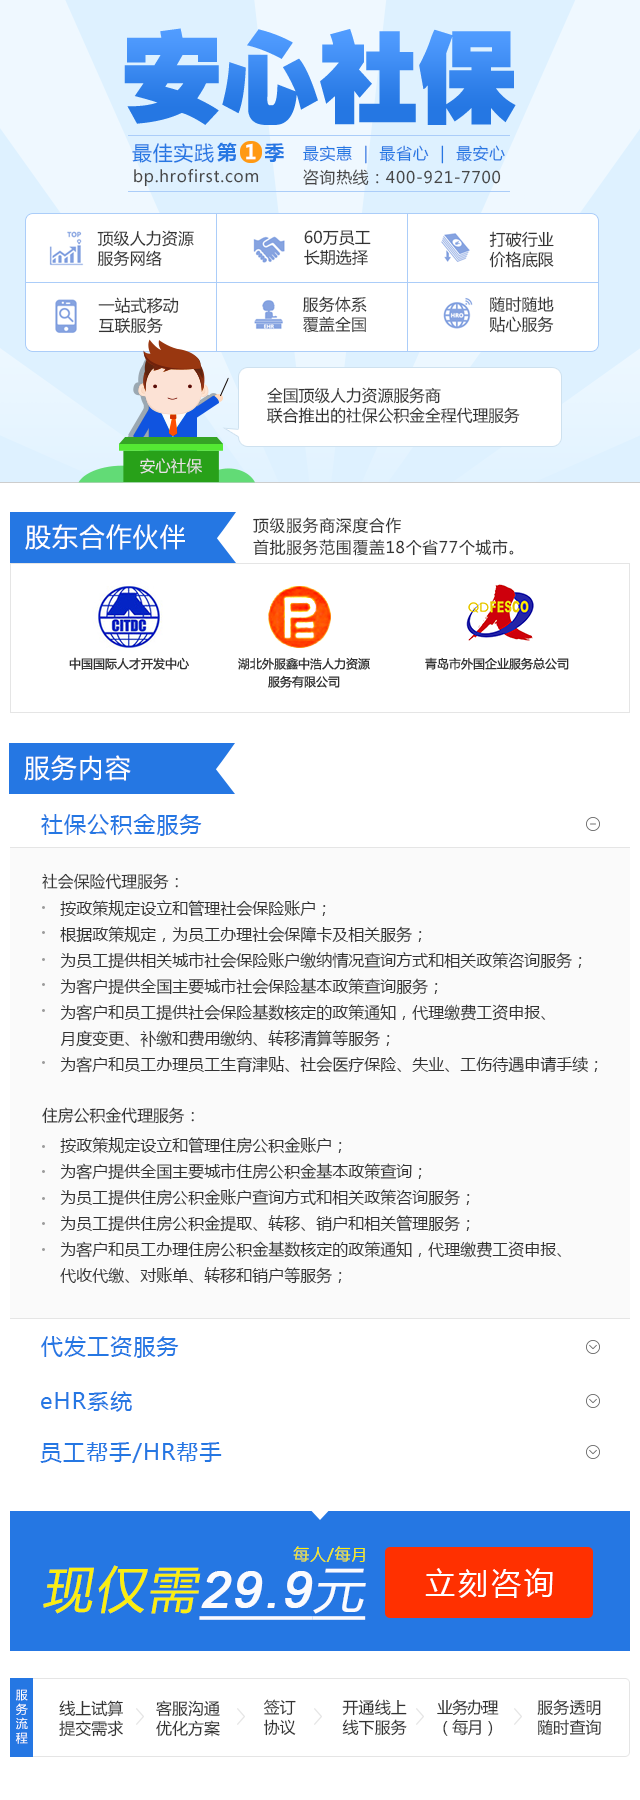 安心社保
最佳实践第1季
最实惠 | 最省心 | 最安心
bp.hrofirst.com
咨询热线：400-921-7700
TOP
顶级人力资源
服务网络
60万员工
长期选择
打破行业
价格底限
一站式移动
互联服务
EHR
服务体系
覆盖全国
HRO
随时随地
贴心服务
全国顶级人力资源服务商
联合推出的社保公积金全程代理服务
安心社保
股东合作伙伴
顶级服务商深度合作
首批服务范围覆盖18个省77个城市。
CITDC
中国国际人才开发中心
湖北外服鑫中浩人力资源
服务有限公司
QDFESCO
青岛市外国企业服务总公司
服务内容
社保公积金服务
社会保险代理服务：
· 按政策规定设立和管理社会保险账户；
· 根据政策规定，为员工办理社会保障卡及相关服务；
· 为员工提供相关城市社会保险账户缴纳情况查询方式和相关政策咨询服务；
· 为客户提供全国主要城市社会保险基本政策查询服务；
· 为客户和员工提供社会保险基数核定的政策通知，代理缴费工资申报、
月度变更、补缴和费用缴纳、转移清算等服务；
· 为客户和员工办理员工生育津贴、社会医疗保险、失业、工伤待遇申请手续；
住房公积金代理服务：
· 按政策规定设立和管理住房公积金账户；
· 为客户提供全国主要城市住房公积金基本政策查询；
· 为员工提供住房公积金账户查询方式和相关政策咨询服务；
· 为员工提供住房公积金提取、转移、销户和相关管理服务；
· 为客户和员工办理住房公积金基数核定的政策通知，代理缴费工资申报、
代收代缴、对账单、转移和销户等服务；
代发工资服务
eHR系统
员工帮手/HR帮手
每人/每月
现仅需29.9元
立刻咨询
服务流程
线上试算
提交需求
客服沟通
优化方案
签订
协议
开通线上
线下服务
业务办理
（每月）
服务透明
随时查询